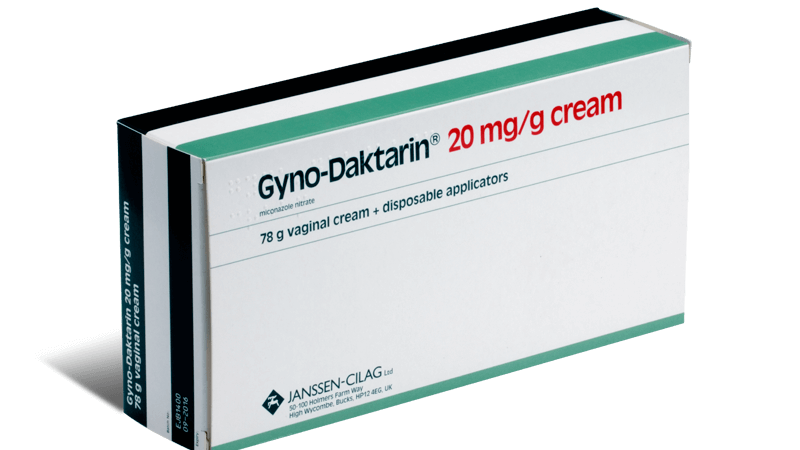 Gyno-Daktarin® 20 mg/g cream
miconazole nitrate
78 g vaginal cream + disposable applicators
JANSSEN-CILAG Ltd
50-100 Holmers Farm Way
High Wycombe, Bucks, HP12 4EG, UK
Gyno-Daktarin 20 mg/g cream
78 g vaginal cream
EJB1400
09-2016